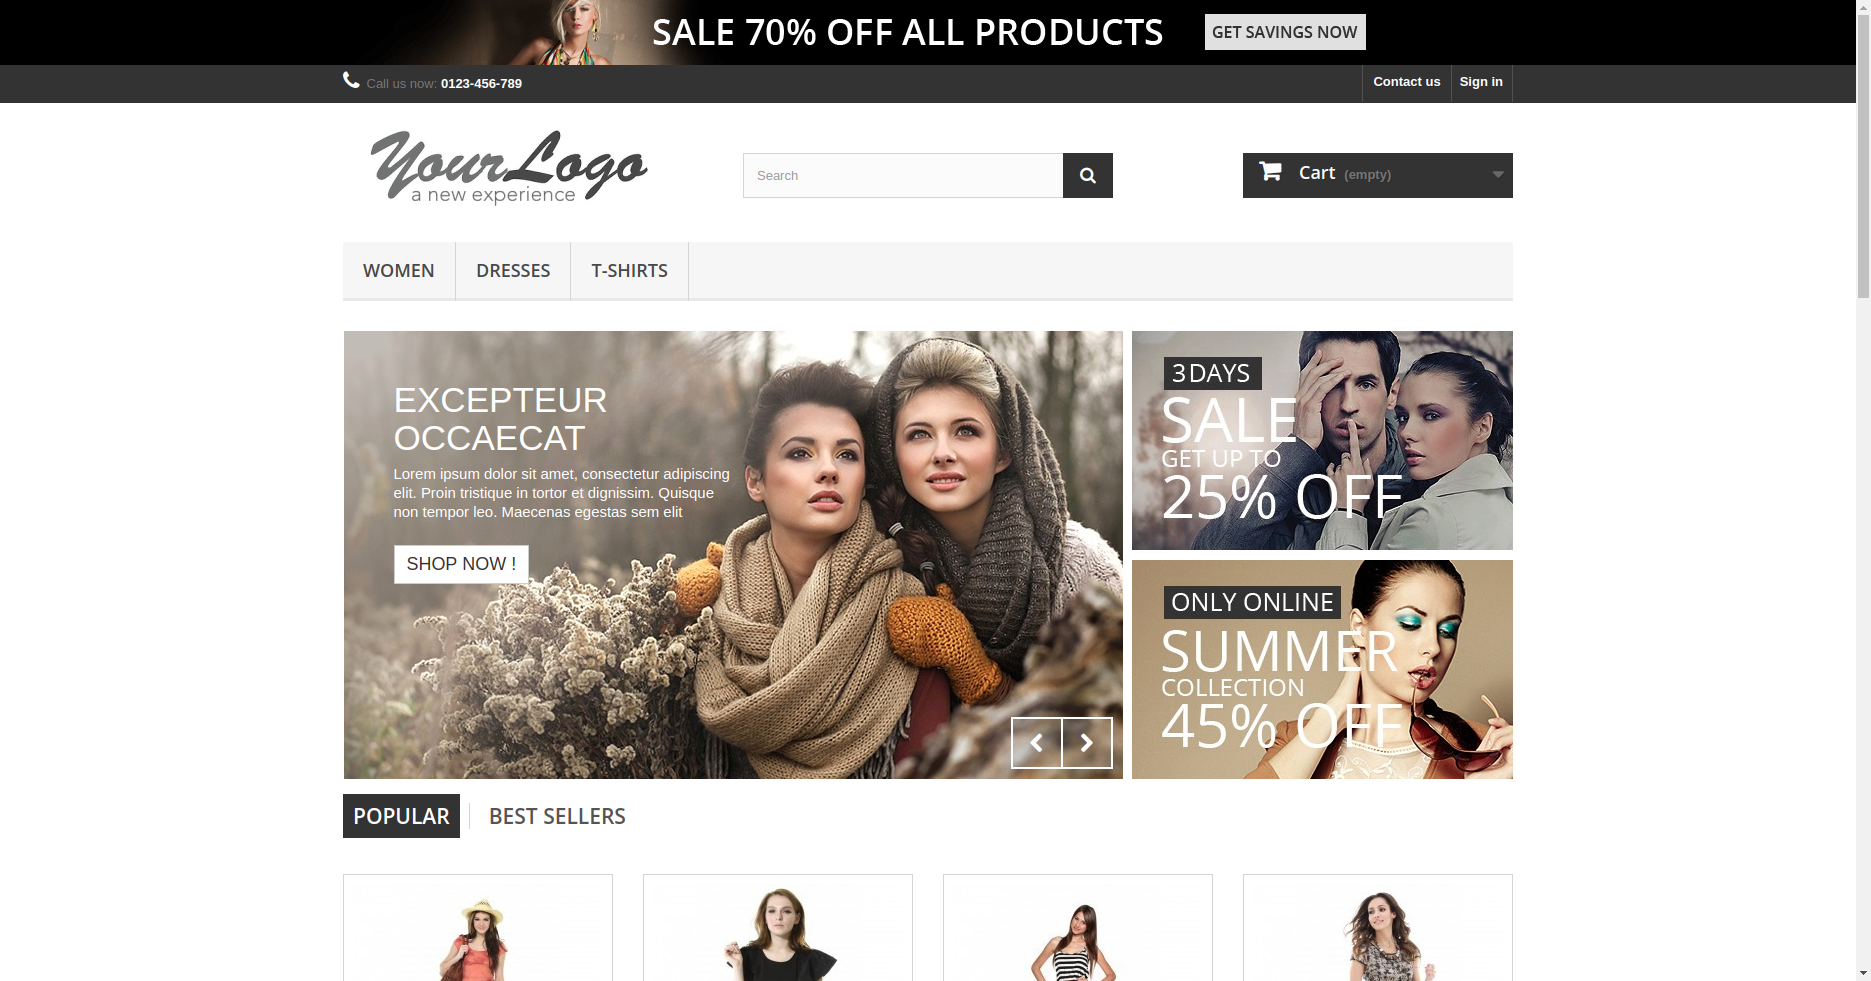 SALE 70% OFF ALL PRODUCTS
GET SAVINGS NOW
Call us now: 0123-456-789
Contact us
Sign in
YourLogo
a new experience
Search
Cart (empty)
WOMEN
DRESSES
T-SHIRTS
EXCEPTEUR
OCCAECAT
Lorem ipsum dolor sit amet, consectetur adipiscing
elit. Proin tristique in tortor et dignissim. Quisque
non tempor leo. Maecenas egestas sem elit
SHOP NOW !
3 DAYS
SALE
GET UP TO
25% OFF
ONLY ONLINE
SUMMER
COLLECTION
45% OFF
POPULAR
BEST SELLERS